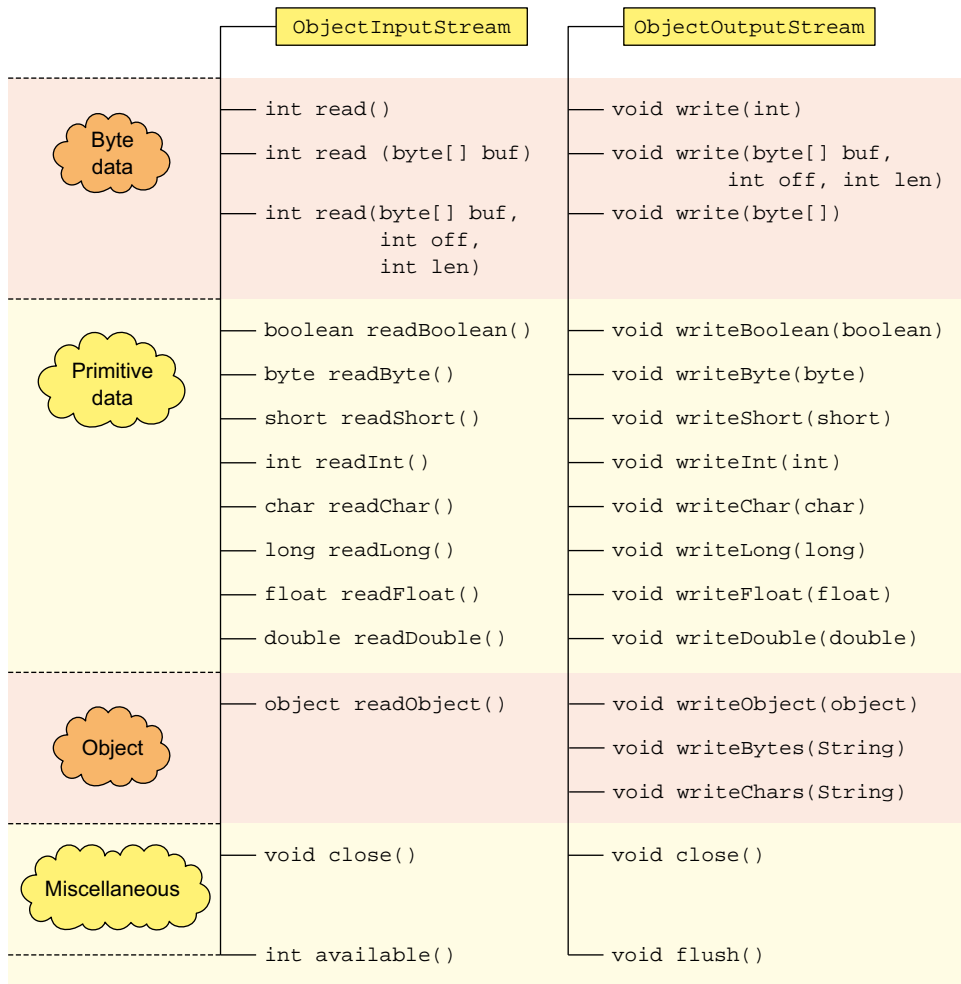 ObjectInputStream ObjectOutputStream
Byte
data
int read() void write(int)
int read (byte[] buf) void write(byte[] buf,
int off, int len)
int read(byte[] buf, void write(byte[])
int off,
int len)
Primitive
data
boolean readBoolean() void writeBoolean(boolean)
byte readByte() void writeByte(byte)
short readShort() void writeShort(short)
int readInt() void writeInt(int)
char readChar() void writeChar(char)
long readLong() void writeLong(long)
float readFloat() void writeFloat(float)
double readDouble() void writeDouble(double)
Object
object readObject() void writeObject(object)
void writeBytes(String)
void writeChars(String)
Miscellaneous
void close() void close()
int available() void flush()